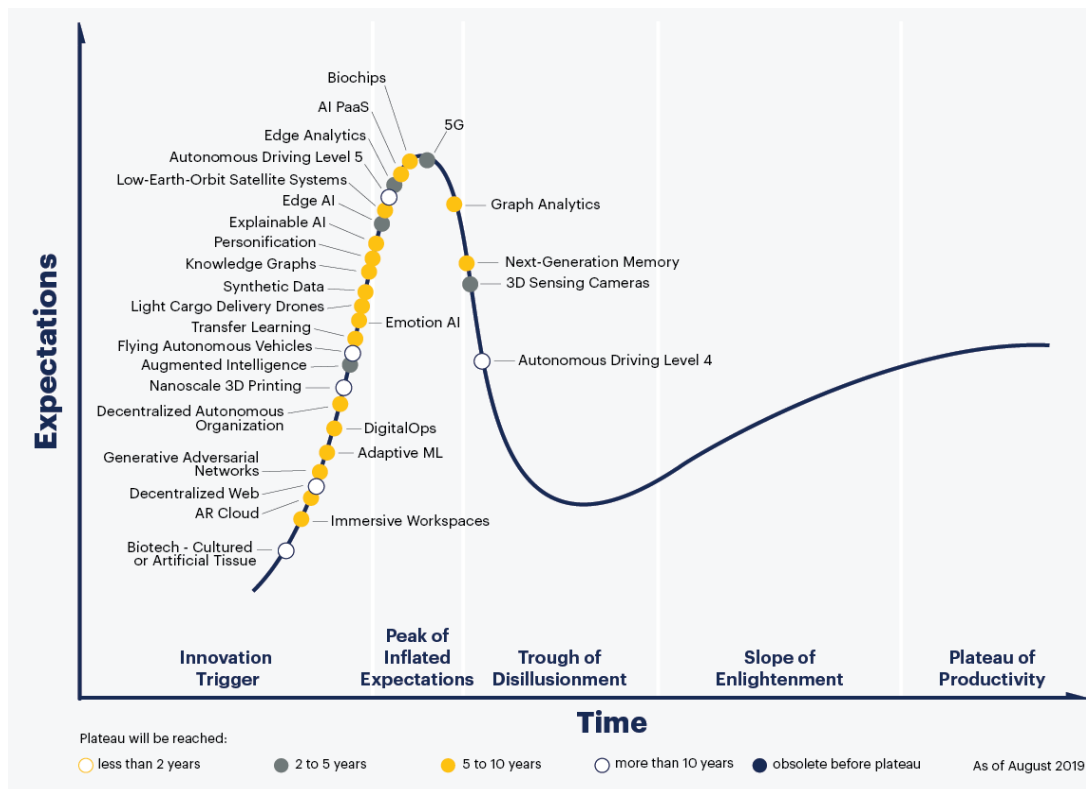 Biochips
AI PaaS
5G
Edge Analytics
Autonomous Driving Level 5
Low-Earth-Orbit Satellite Systems
Edge AI
Graph Analytics
Explainable AI
Personification
Knowledge Graphs
Next-Generation Memory
Synthetic Data
3D Sensing Cameras
Light Cargo Delivery Drones
Emotion AI
Transfer Learning
Flying Autonomous Vehicles
Augmented Intelligence
Autonomous Driving Level 4
Nanoscale 3D Printing
Decentralized Autonomous
Organization
DigitalOps
Adaptive ML
Generative Adversarial
Networks
Decentralized Web
AR Cloud
Immersive Workspaces
Biotech - Cultured
or Artificial Tissue
Expectations
Innovation
Trigger
Peak of
Inflated
Expectations
Trough of
Disillusionment
Slope of
Enlightenment
Plateau of
Productivity
Time
Plateau will be reached:
less than 2 years
2 to 5 years
5 to 10 years
more than 10 years
obsolete before plateau
As of August 2019